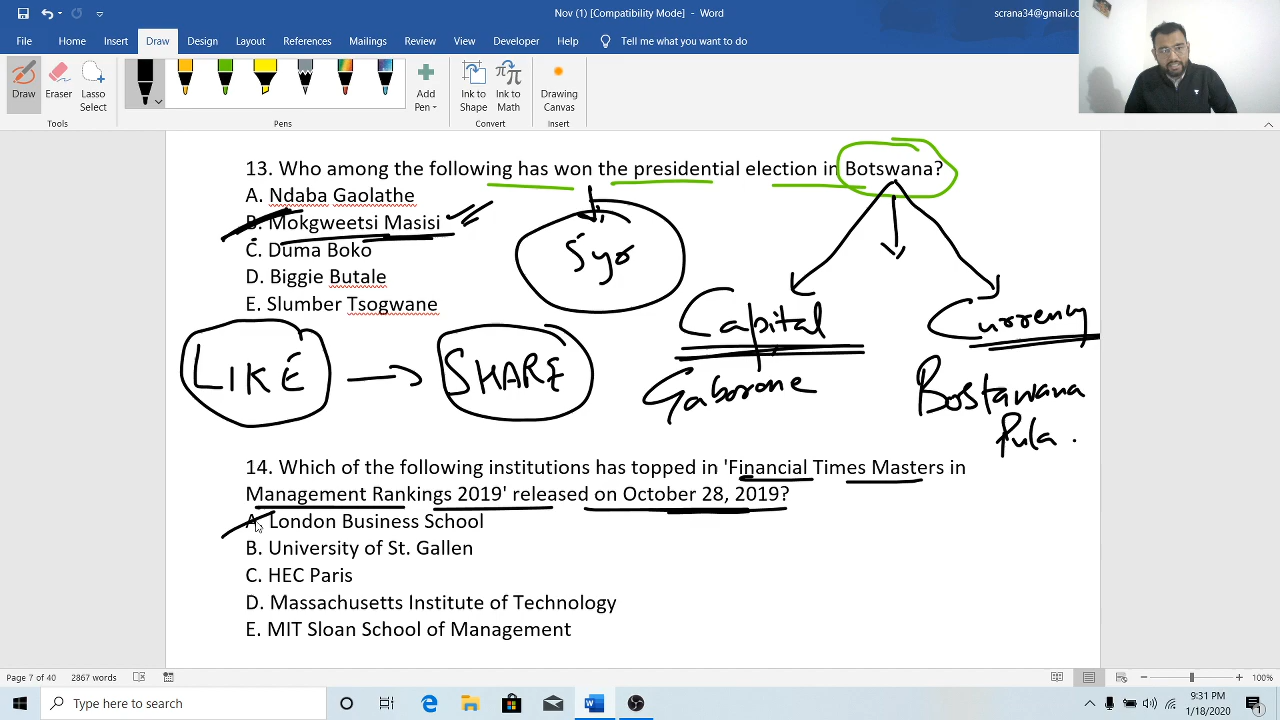 Nov (1) [Compatibility Mode] - Word
scrana34@gmail.co
File Home Insert Draw Design Layout References Mailings Review View Developer Help Tell me what you want to do
Draw Eraser Lasso Select Add Pen Ink to Shape Ink to Math Drawing Canvas
Tools Pens Convert Insert
13. Who among the following has won the presidential election in Botswana?
A. Ndaba Gaolathe
B. Mokgweetsi Masisi
C. Duma Boko
D. Biggie Butale
E. Slumber Tsogwane
5yr
Capital
Gaborone
Currency
Bostawana
Pula.
LIKE → SHARE
14. Which of the following institutions has topped in 'Financial Times Masters in
Management Rankings 2019' released on October 28, 2019?
A. London Business School
B. University of St. Gallen
C. HEC Paris
D. Massachusetts Institute of Technology
E. MIT Sloan School of Management
Page 7 of 40 2867 words 100%
Type here to search
9:31 PM
1/18/2020